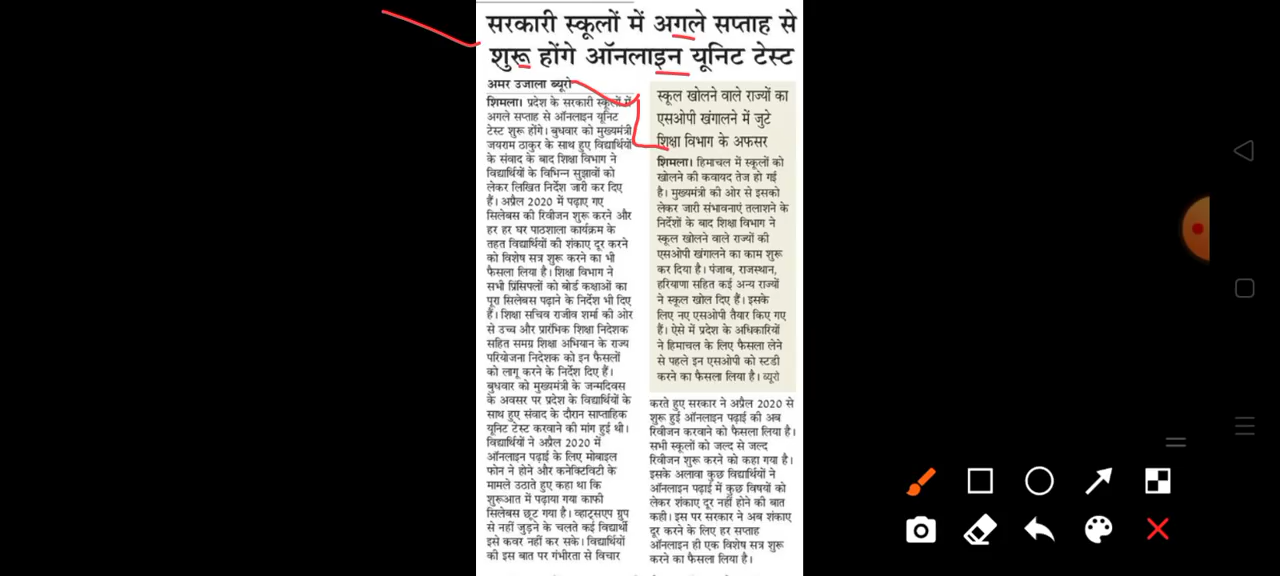 सरकारी स्कूलों में अगले सप्ताह से
शुरू होंगे ऑनलाइन यूनिट टेस्ट
अमर उजाला ब्यूरो
शिमला। प्रदेश के सरकारी स्कूलों में
अगले सप्ताह से ऑनलाइन यूनिट
टेस्ट शुरू होंगे। बुधवार को मुख्यमंत्री
जयराम ठाकुर के साथ हुए विद्यार्थियों
के संवाद के बाद शिक्षा विभाग ने
विद्यार्थियों के विभिन्न सुझावों को
लेकर लिखित निर्देश जारी कर दिए
हैं। अप्रैल 2020 में पढ़ाए गए
सिलेबस की रिवीजन शुरू करने और
हर हर घर पाठशाला कार्यक्रम के
तहत विद्यार्थियों की शंकाए दूर करने
को विशेष सत्र शुरू करने का भी
फैसला लिया है। शिक्षा विभाग ने
सभी प्रिंसिपलों को बोर्ड कक्षाओं का
पूरा सिलेबस पढ़ाने के निर्देश भी दिए
हैं। शिक्षा सचिव राजीव शर्मा की ओर
से उच्च और प्रारंभिक शिक्षा निदेशक
सहित समग्र शिक्षा अभियान के राज्य
परियोजना निदेशक को इन फैसलों
को लागू करने के निर्देश दिए हैं।
बुधवार को मुख्यमंत्री के जन्मदिवस
के अवसर पर प्रदेश के विद्यार्थियों के
साथ हुए संवाद के दौरान साप्ताहिक
यूनिट टेस्ट करवाने की मांग हुई थी।
विद्यार्थियों ने अप्रैल 2020 में
ऑनलाइन पढ़ाई के लिए मोबाइल
फोन ने होने और कनेक्टिविटी के
मामले उठाते हुए कहा था कि
शुरूआत में पढ़ाया गया काफी
सिलेबस छूट गया है। व्हाट्सएप ग्रुप
से नहीं जुड़ने के चलते कई विद्यार्थी
इसे कवर नहीं कर सके। विद्यार्थियों
की इस बात पर गंभीरता से विचार
स्कूल खोलने वाले राज्यों का
एसओपी खंगालने में जुटे
शिक्षा विभाग के अफसर
शिमला। हिमाचल में स्कूलों को
खोलने की कवायद तेज हो गई
है। मुख्यमंत्री की ओर से इसको
लेकर जारी संभावनाएं तलाशने के
निर्देशों के बाद शिक्षा विभाग ने
स्कूल खोलने वाले राज्यों की
एसओपी खंगालने का काम शुरू
कर दिया है। पंजाब, राजस्थान,
हरियाणा सहित कई अन्य राज्यों
ने स्कूल खोल दिए हैं। इसके
लिए नए एसओपी तैयार किए गए
हैं। ऐसे में प्रदेश के अधिकारियों
ने हिमाचल के लिए फैसला लेने
से पहले इन एसओपी को स्टडी
करने का फैसला लिया है। ब्यूरो
करते हुए सरकार ने अप्रैल 2020 से
शुरू हुई ऑनलाइन पढ़ाई की अब
रिवीजन करवाने को फैसला लिया है।
सभी स्कूलों को जल्द से जल्द
रिवीजन शुरू करने को कहा गया है।
इसके अलावा कुछ विद्यार्थियों ने
ऑनलाइन पढ़ाई में कुछ विषयों को
लेकर शंकाए दूर नहीं होने की बात
कही। इस पर सरकार ने अब शंकाए
दूर करने के लिए हर सप्ताह
ऑनलाइन ही एक विशेष सत्र शुरू
करने का फैसला लिया है।